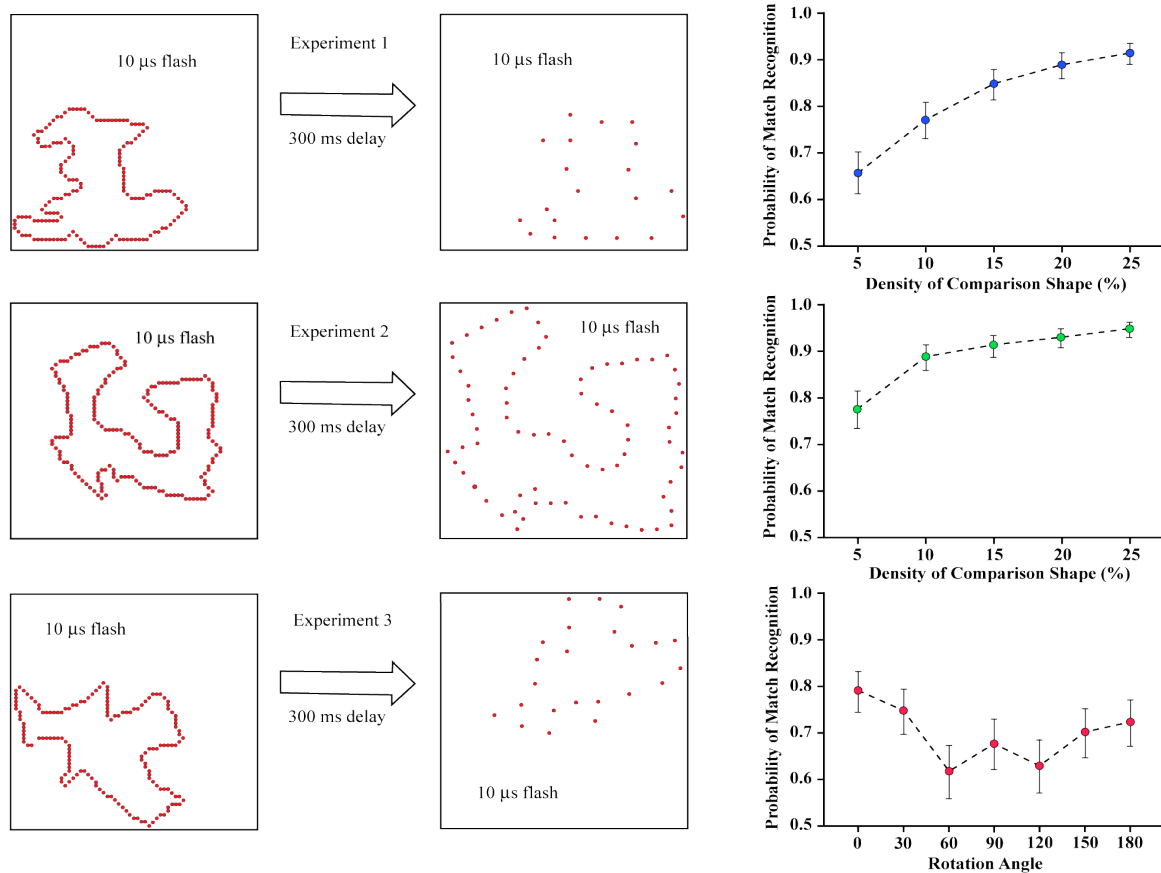 10 μs flash
Experiment 1
300 ms delay
10 μs flash
Probability of Match Recognition
1.0
0.9
0.8
0.7
0.6
0.5
5 10 15 20 25
Density of Comparison Shape (%)
10 μs flash
Experiment 2
300 ms delay
10 μs flash
Probability of Match Recognition
1.0
0.9
0.8
0.7
0.6
0.5
5 10 15 20 25
Density of Comparison Shape (%)
10 μs flash
Experiment 3
300 ms delay
10 μs flash
Probability of Match Recognition
1.0
0.9
0.8
0.7
0.6
0.5
0 30 60 90 120 150 180
Rotation Angle